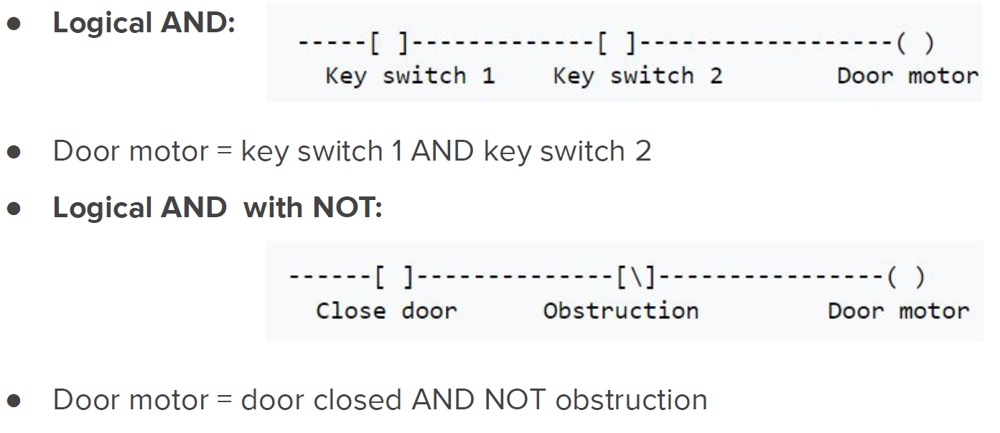 ● Logical AND:
-----[ ]-------------[ ]------------------( )
Key switch 1 Key switch 2 Door motor
● Door motor = key switch 1 AND key switch 2
● Logical AND with NOT:
------[ ]--------------[\]----------------( )
Close door Obstruction Door motor
● Door motor = door closed AND NOT obstruction